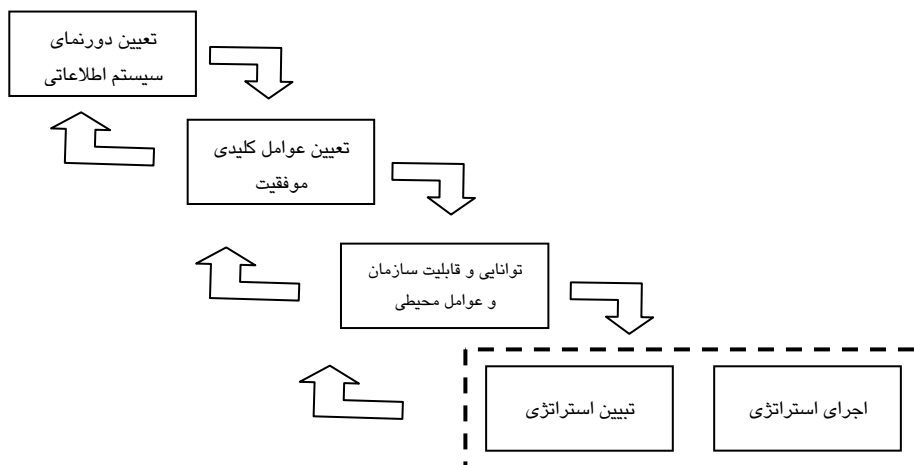 تعیین دورنمای
سیستم اطلاعاتی
تعیین عوامل کلیدی
موفقیت
توانایی و قابلیت سازمان
و عوامل محیطی
تبیین استراتژی
اجرای استراتژی